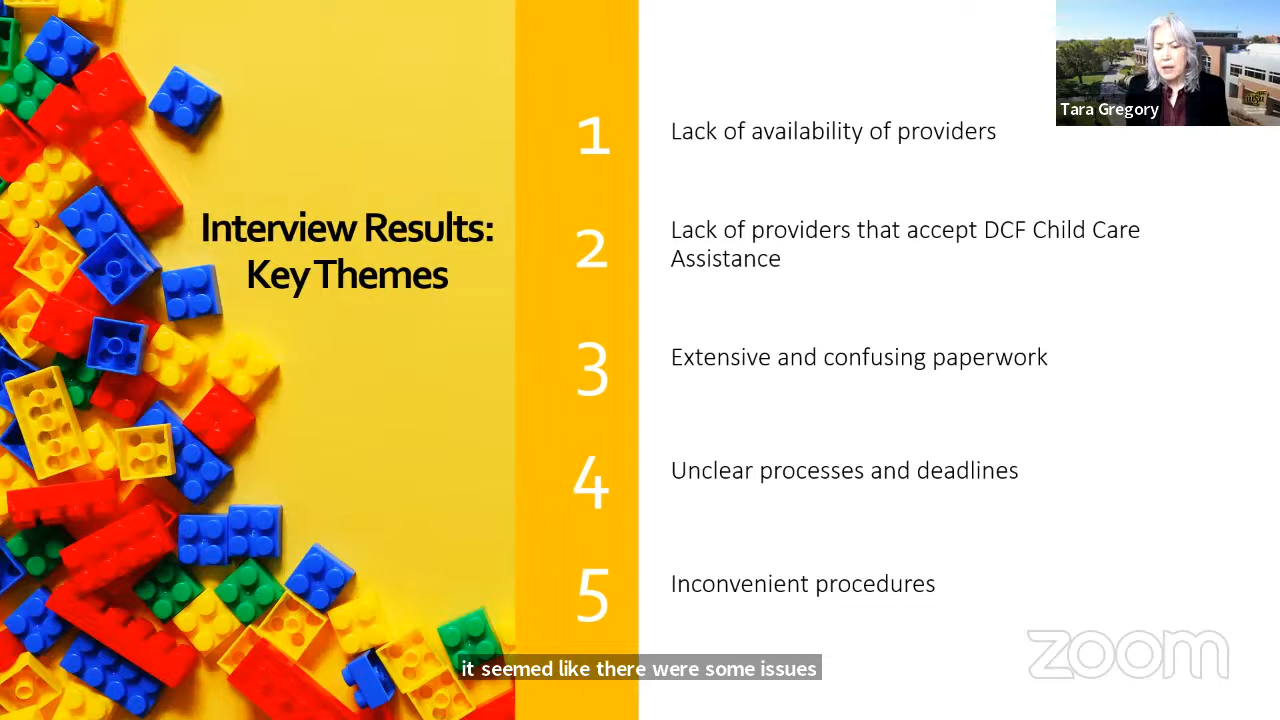 Interview Results:
Key Themes
1
Lack of availability of providers
2
Lack of providers that accept DCF Child Care
Assistance
3
Extensive and confusing paperwork
4
Unclear processes and deadlines
5
Inconvenient procedures
Tara Gregory
it seemed like there were some issues
zoom